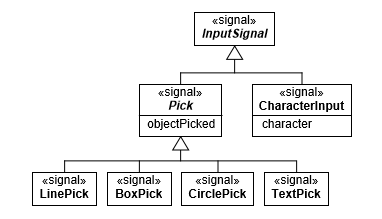 «signal»
InputSignal
«signal»
Pick
objectPicked
«signal»
CharacterInput
character
«signal»
LinePick
«signal»
BoxPick
«signal»
CirclePick
«signal»
TextPick